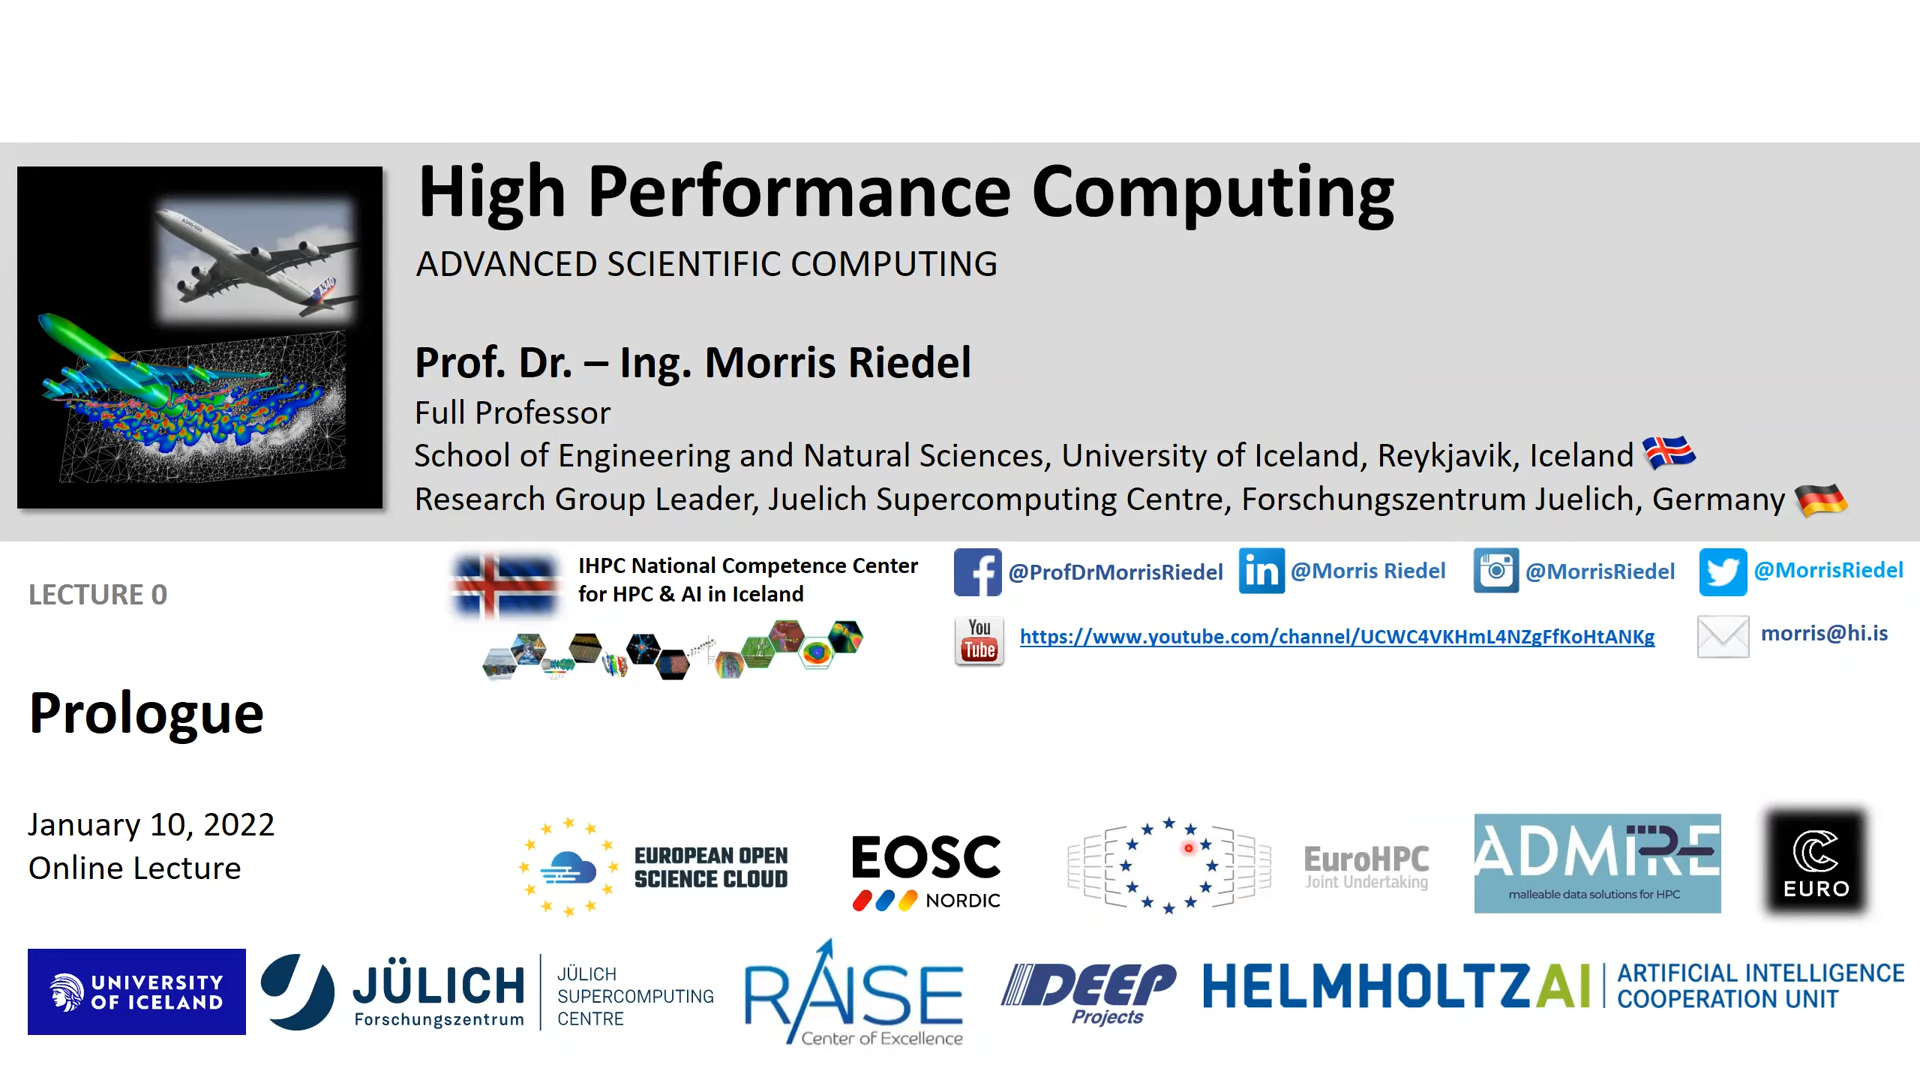 High Performance Computing
ADVANCED SCIENTIFIC COMPUTING
Prof. Dr. – Ing. Morris Riedel
Full Professor
School of Engineering and Natural Sciences, University of Iceland, Reykjavik, Iceland
Research Group Leader, Juelich Supercomputing Centre, Forschungszentrum Juelich, Germany
A340
LECTURE 0
IHPC National Competence Center
for HPC & AI in Iceland
@ProfDrMorrisRiedel
in @Morris Riedel
@MorrisRiedel
@MorrisRiedel
You
Tube
https://www.youtube.com/channel/UCWC4VKHmL4NZgFfKoHtANKg
morris@hi.is
Prologue
January 10, 2022
Online Lecture
EUROPEAN OPEN
SCIENCE CLOUD
EOSC
NORDIC
EuroHPC
Joint Undertaking
ADMIRE
malleable data solutions for HPC
EURO
UNIVERSITY
OF ICELAND
JÜLICH
Forschungszentrum
JÜLICH
SUPERCOMPUTING
CENTRE
RAISE
Center of Excellence
DEEP
Projects
HELMHOLTZAI
ARTIFICIAL INTELLIGENCE
COOPERATION UNIT